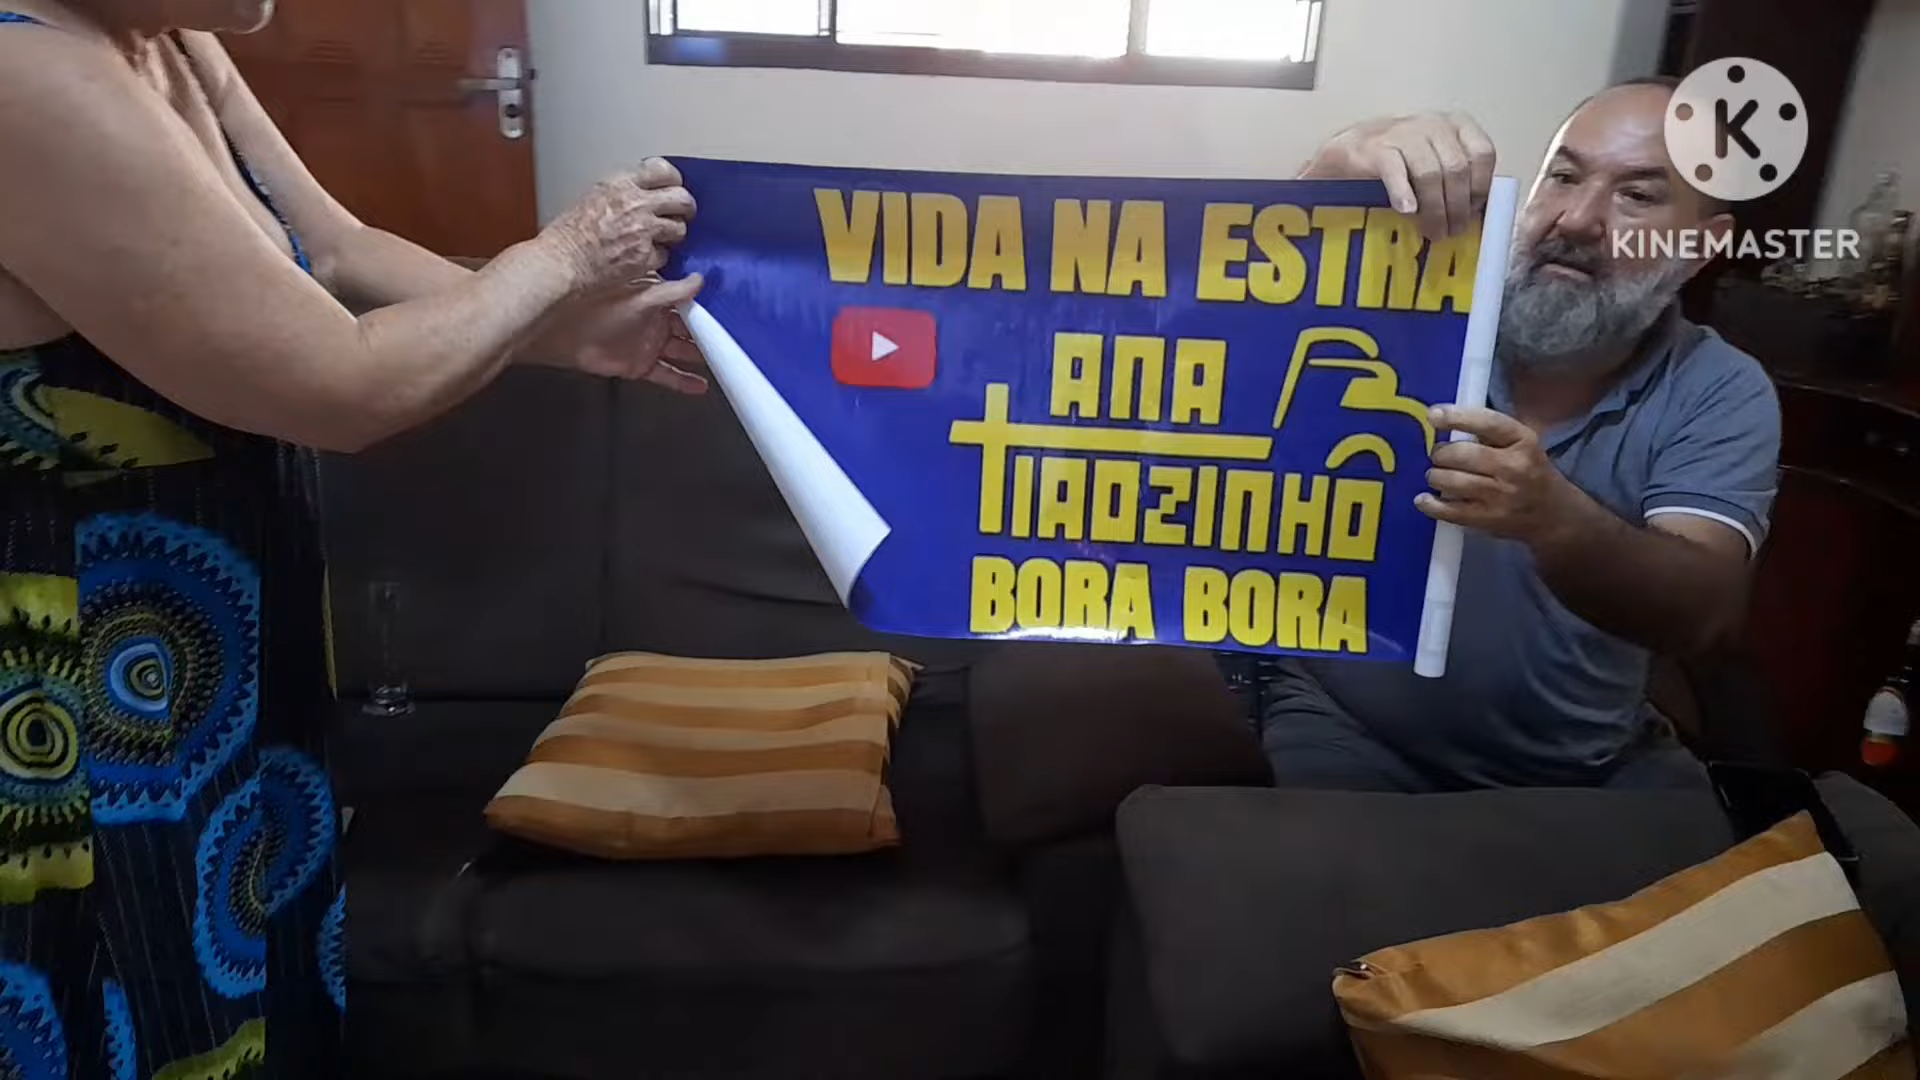 VIDA NA ESTRA
ANA
TIAOZINHO
BORA BORA
K
KINEMASTER